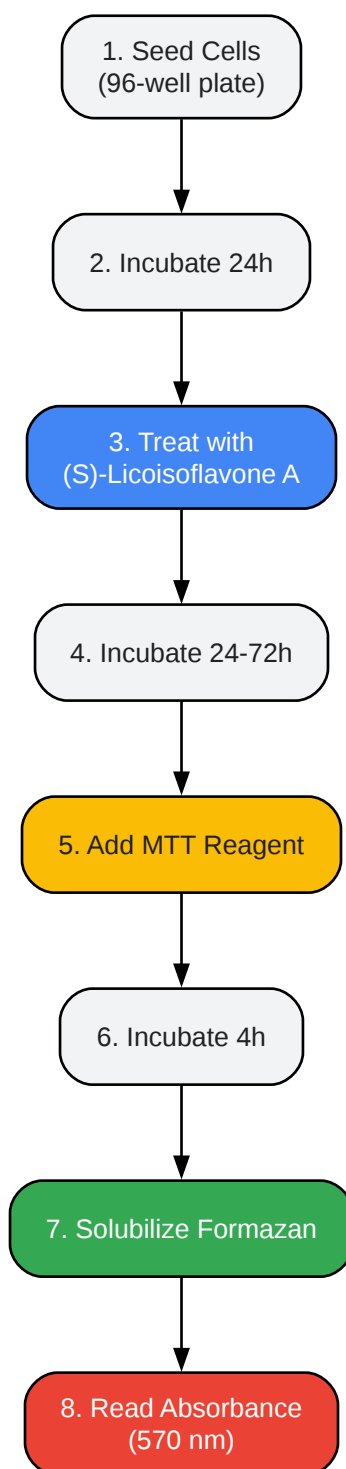 1. Seed Cells
(96-well plate)
2. Incubate 24h
3. Treat with
(S)-Licoisoflavone A
4. Incubate 24-72h
5. Add MTT Reagent
6. Incubate 4h
7. Solubilize Formazan
8. Read Absorbance
(570 nm)